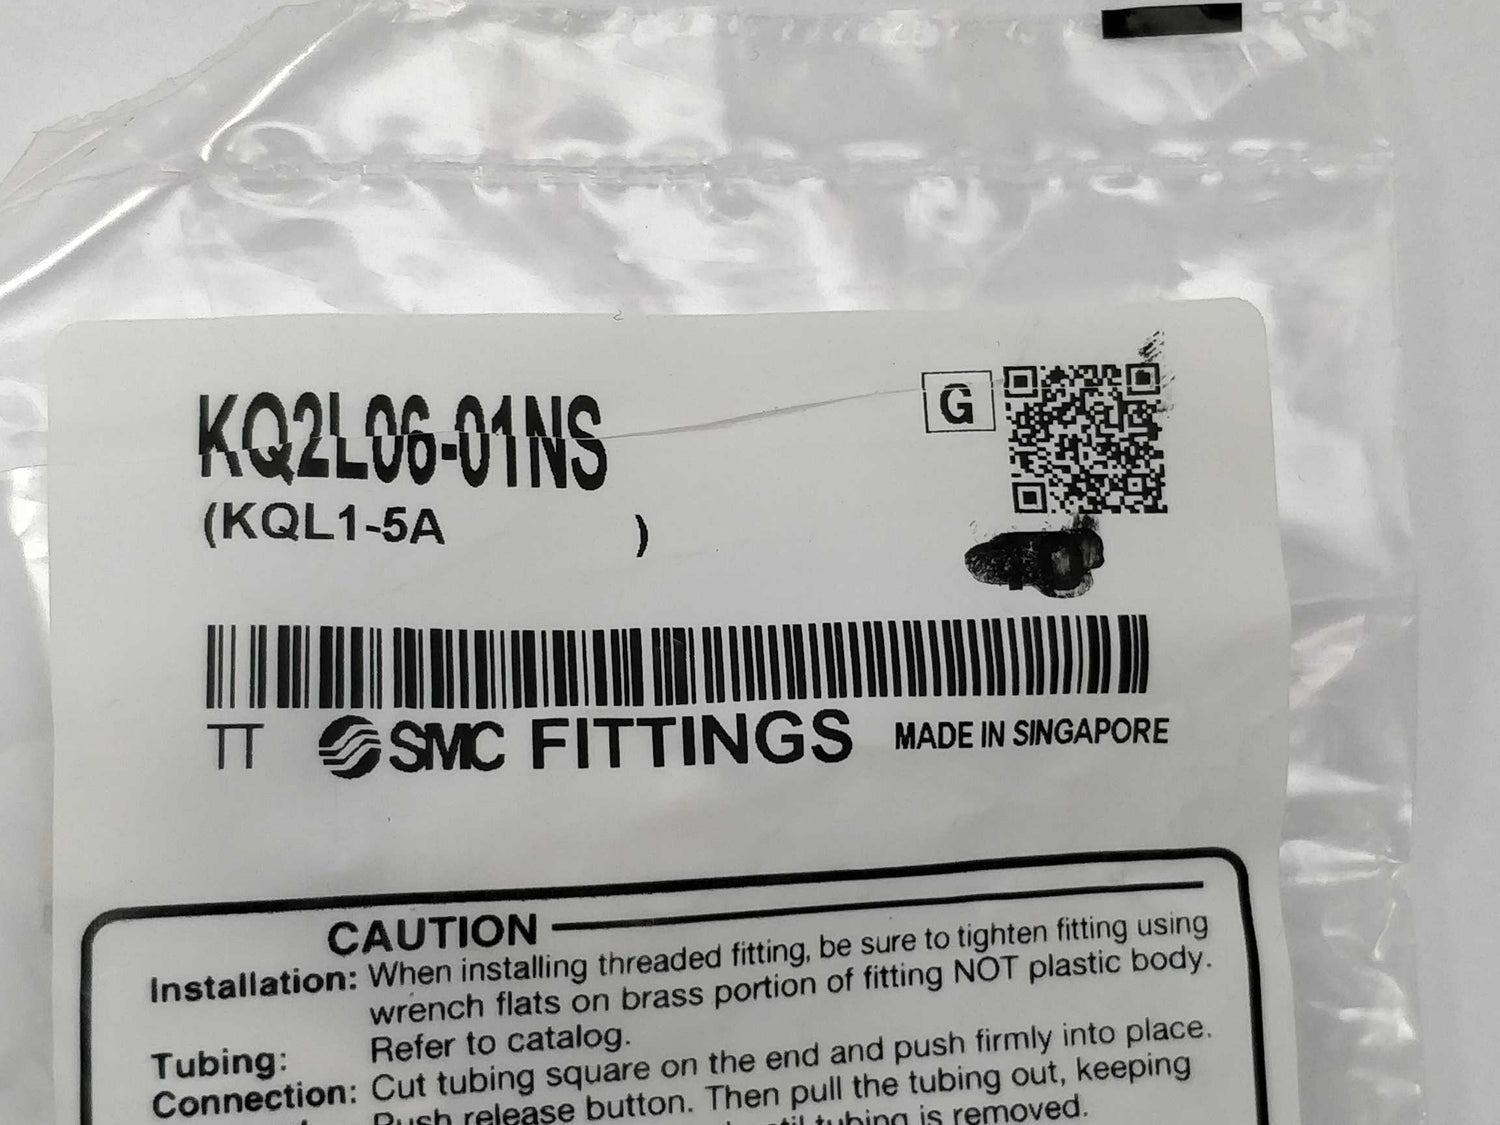 KQ2L06-01NS
G
(KQL1-5A )
TT SMC FITTINGS MADE IN SINGAPORE
CAUTION
Installation: When installing threaded fitting, be sure to tighten fitting using
wrench flats on brass portion of fitting NOT plastic body.
Refer to catalog.
Tubing:
Connection: Cut tubing square on the end and push firmly into place.
Push release button. Then pull the tubing out, keeping
tubing is removed.